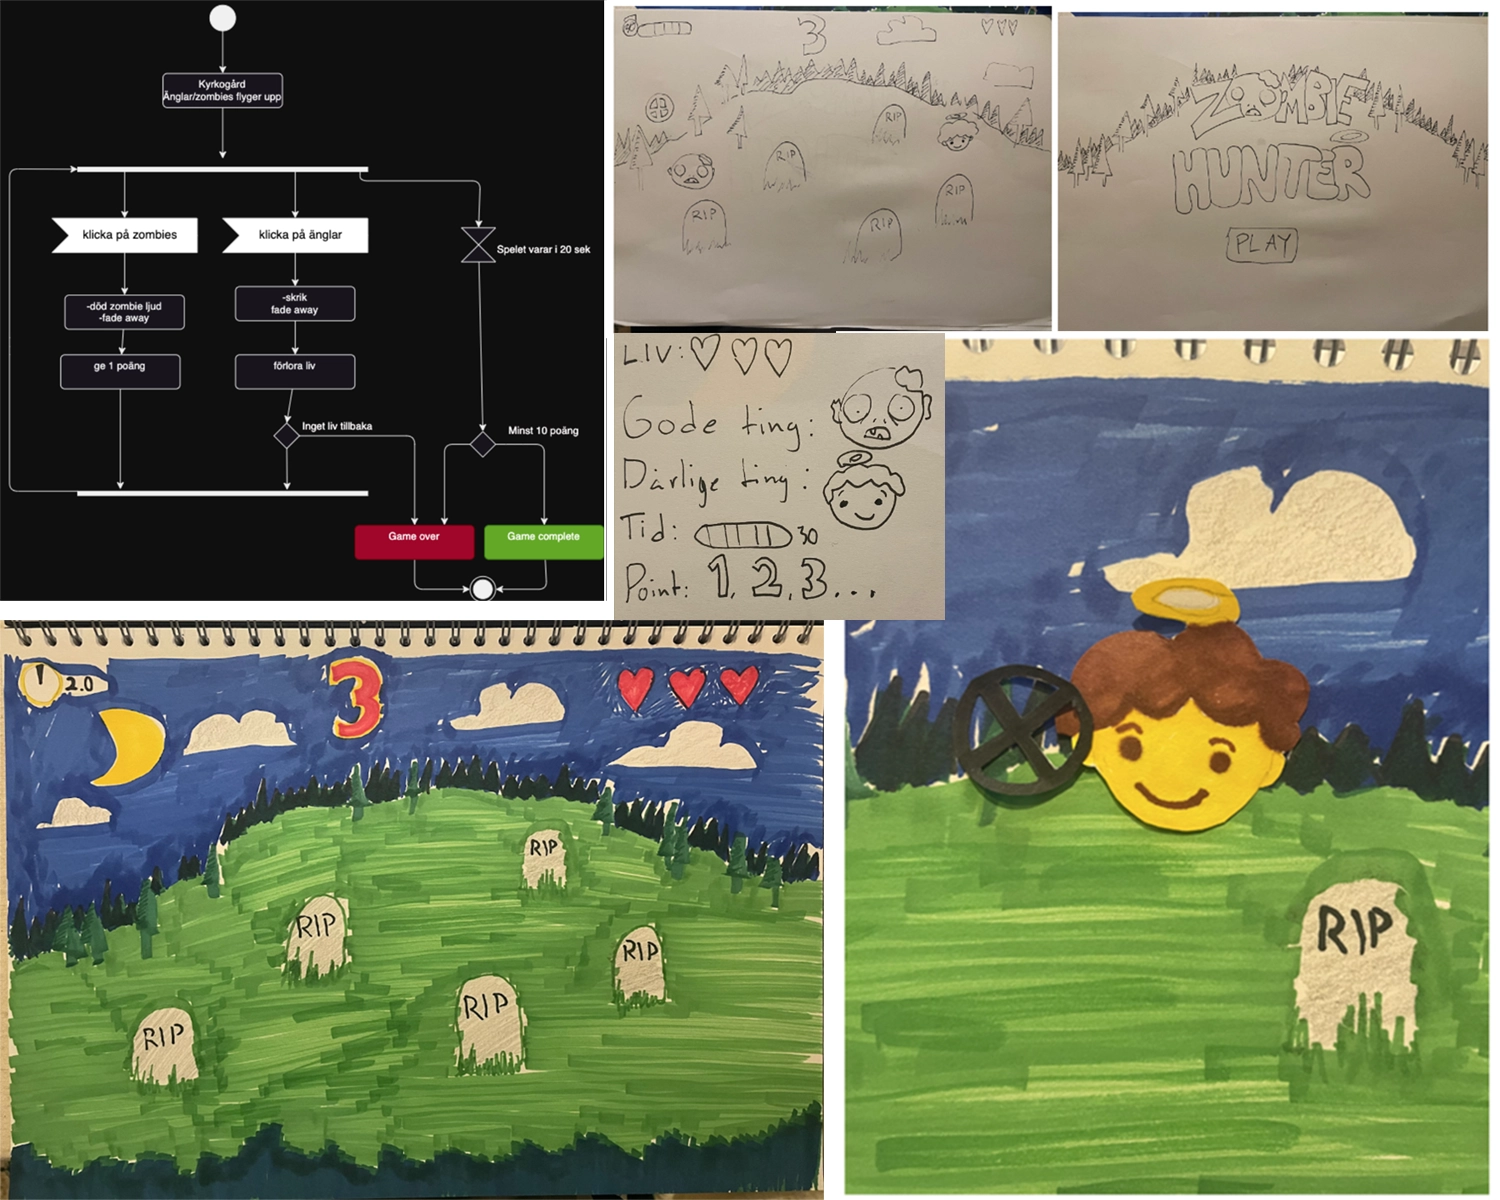 Kyrkogård
Änglar/zombies flyger upp
klicka på zombies
klicka på änglar
Spelet varar i 20 sek
-död zombie ljud
-fade away
-skrik
fade away
ge 1 poäng
förlora liv
Inget liv tillbaka
Minst 10 poäng
Game over
Game complete
3
RIP
RIP
RIP
RIP
RIP
ZOMBIE
HUNTER
PLAY
LIV:
Gode ting:
Dårlige ting:
Tid: 30
Point: 1, 2, 3...
2.0
3
RIP
RIP
RIP
RIP
RIP
RIP